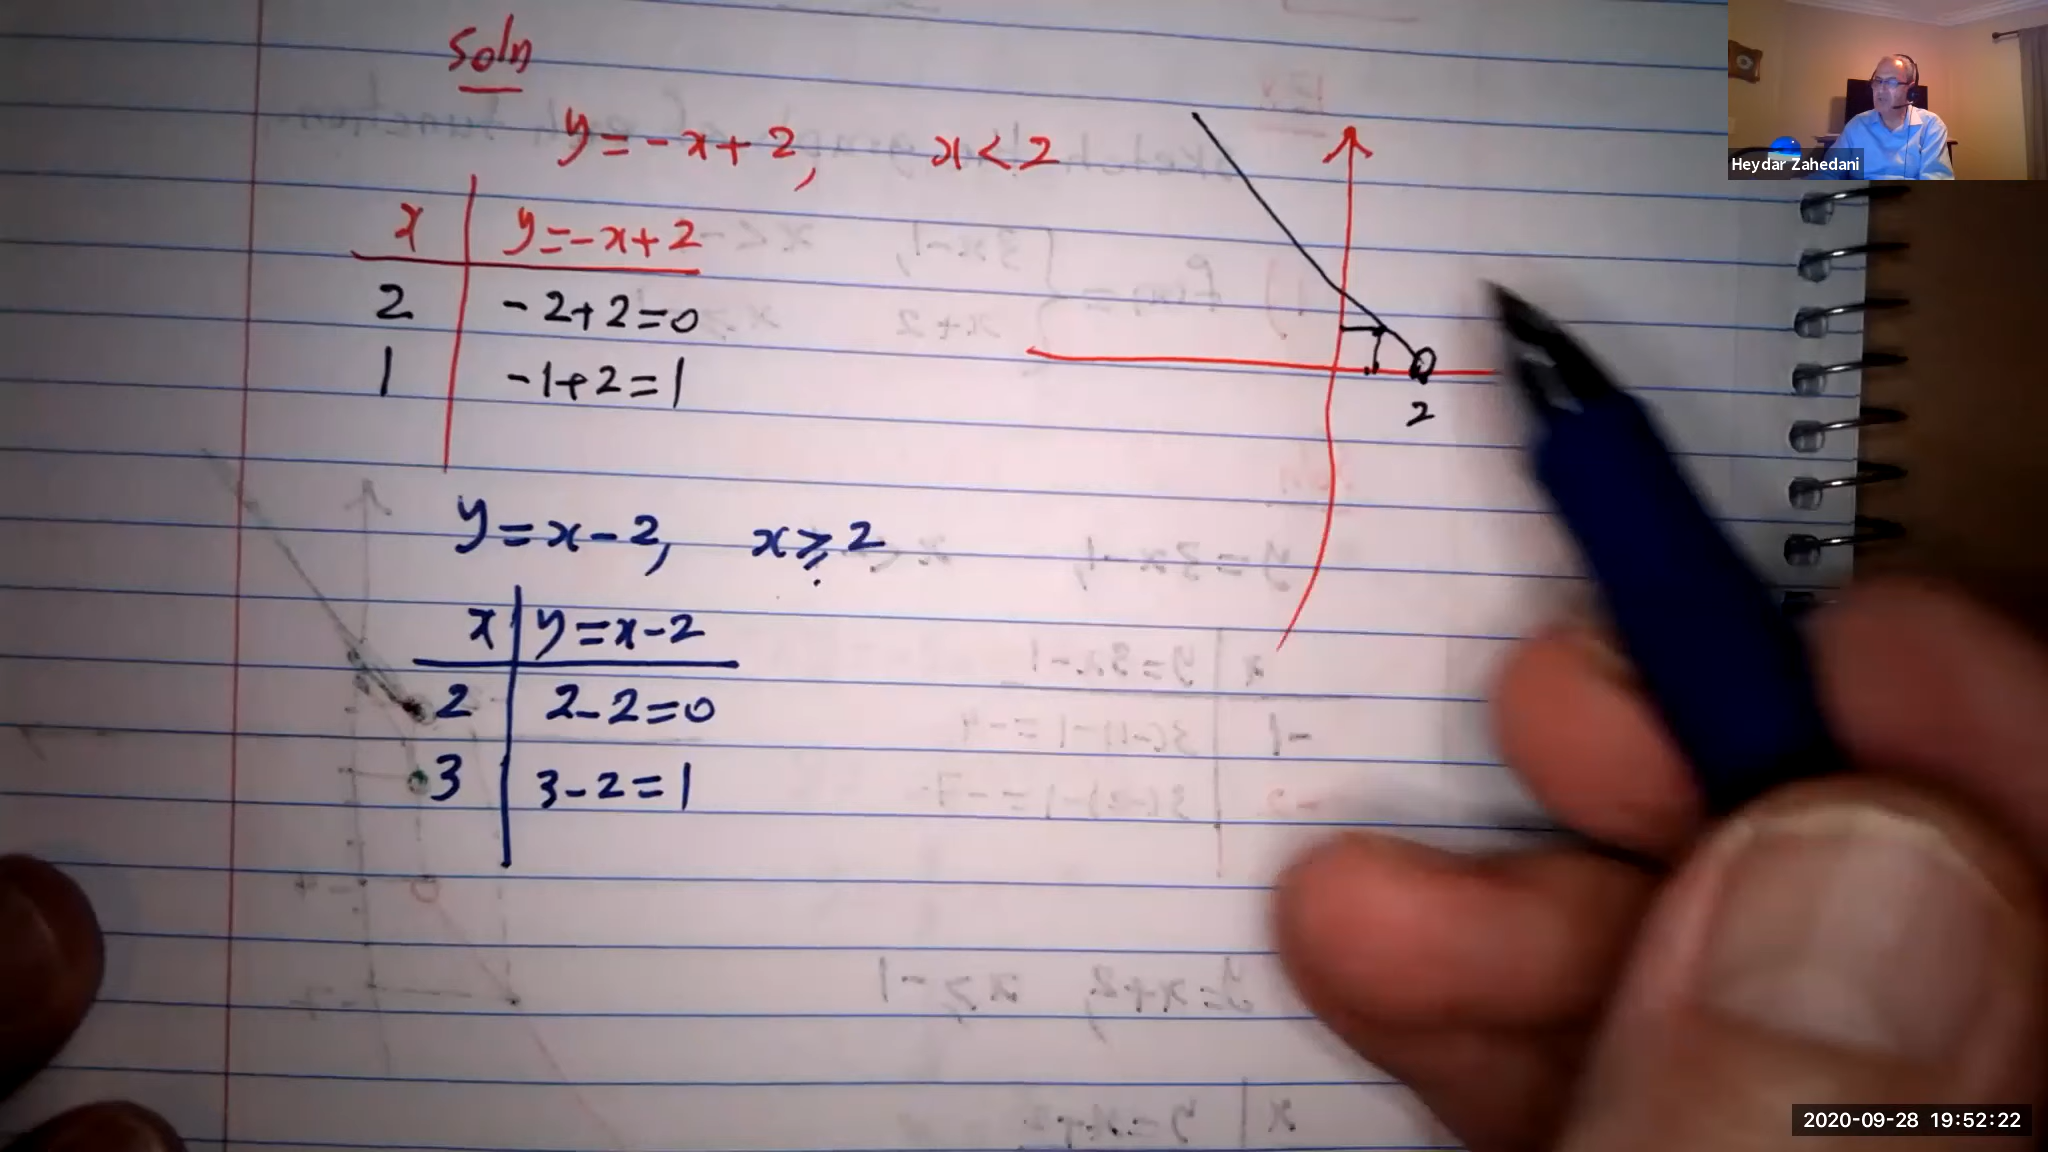 Soln
y=-x+2, x<2
x | y=-x+2
2 | -2+2=0
1 | -1+2=1
2
y=x-2, x≥2
x | y=x-2
2 | 2-2=0
3 | 3-2=1
Heydar Zahedani
2020-09-28 19:52:22